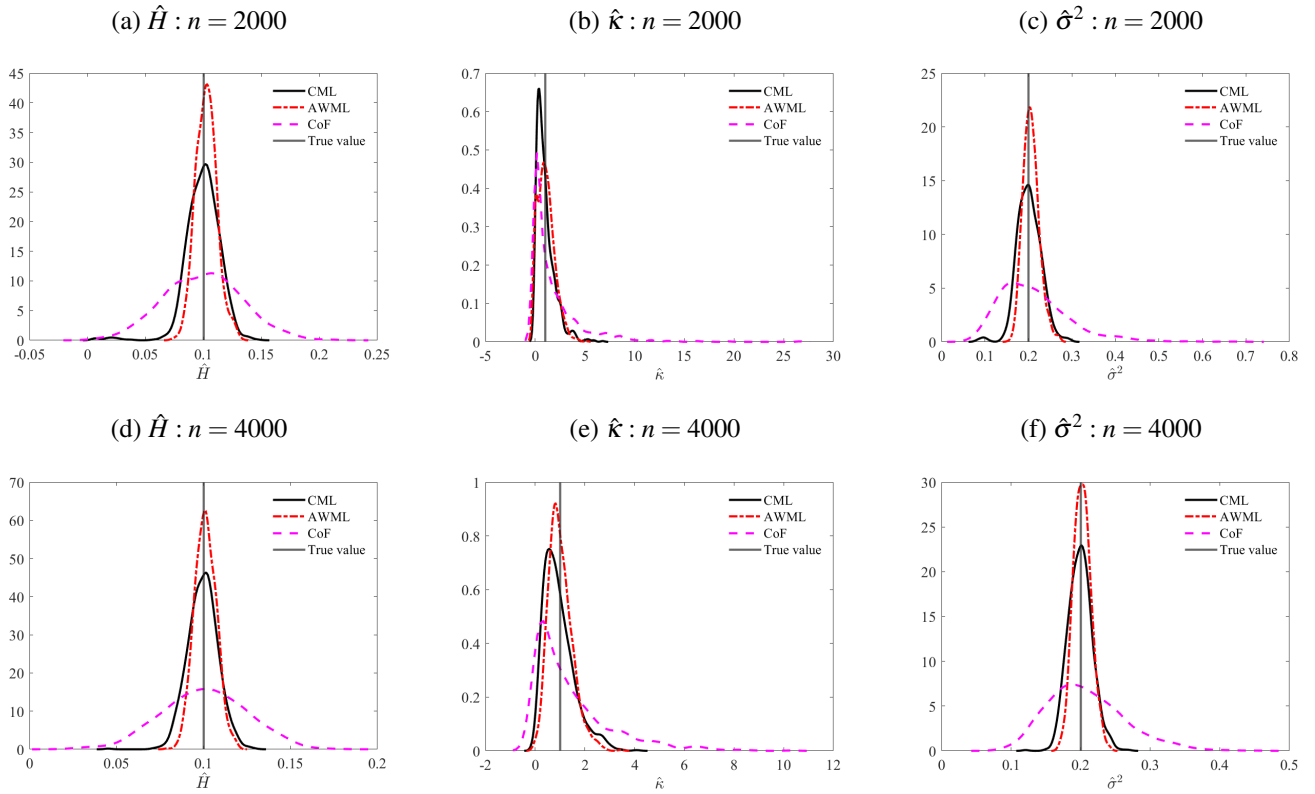 (a) Ĥ : n = 2000
45
40
35
30
25
20
15
10
5
0
-0.05 0 0.05 0.1 0.15 0.2 0.25
Ĥ
CML
AWML
CoF
True value
(b) κ̂ : n = 2000
0.7
0.6
0.5
0.4
0.3
0.2
0.1
0
-5 0 5 10 15 20 25 30
κ̂
CML
AWML
CoF
True value
(c) σ̂² : n = 2000
25
20
15
10
5
0
0 0.1 0.2 0.3 0.4 0.5 0.6 0.7 0.8
σ̂²
CML
AWML
CoF
True value
(d) Ĥ : n = 4000
70
60
50
40
30
20
10
0
0 0.05 0.1 0.15 0.2
Ĥ
CML
AWML
CoF
True value
(e) κ̂ : n = 4000
1
0.8
0.6
0.4
0.2
0
-2 0 2 4 6 8 10 12
κ̂
CML
AWML
CoF
True value
(f) σ̂² : n = 4000
30
25
20
15
10
5
0
0 0.1 0.2 0.3 0.4 0.5
σ̂²
CML
AWML
CoF
True value